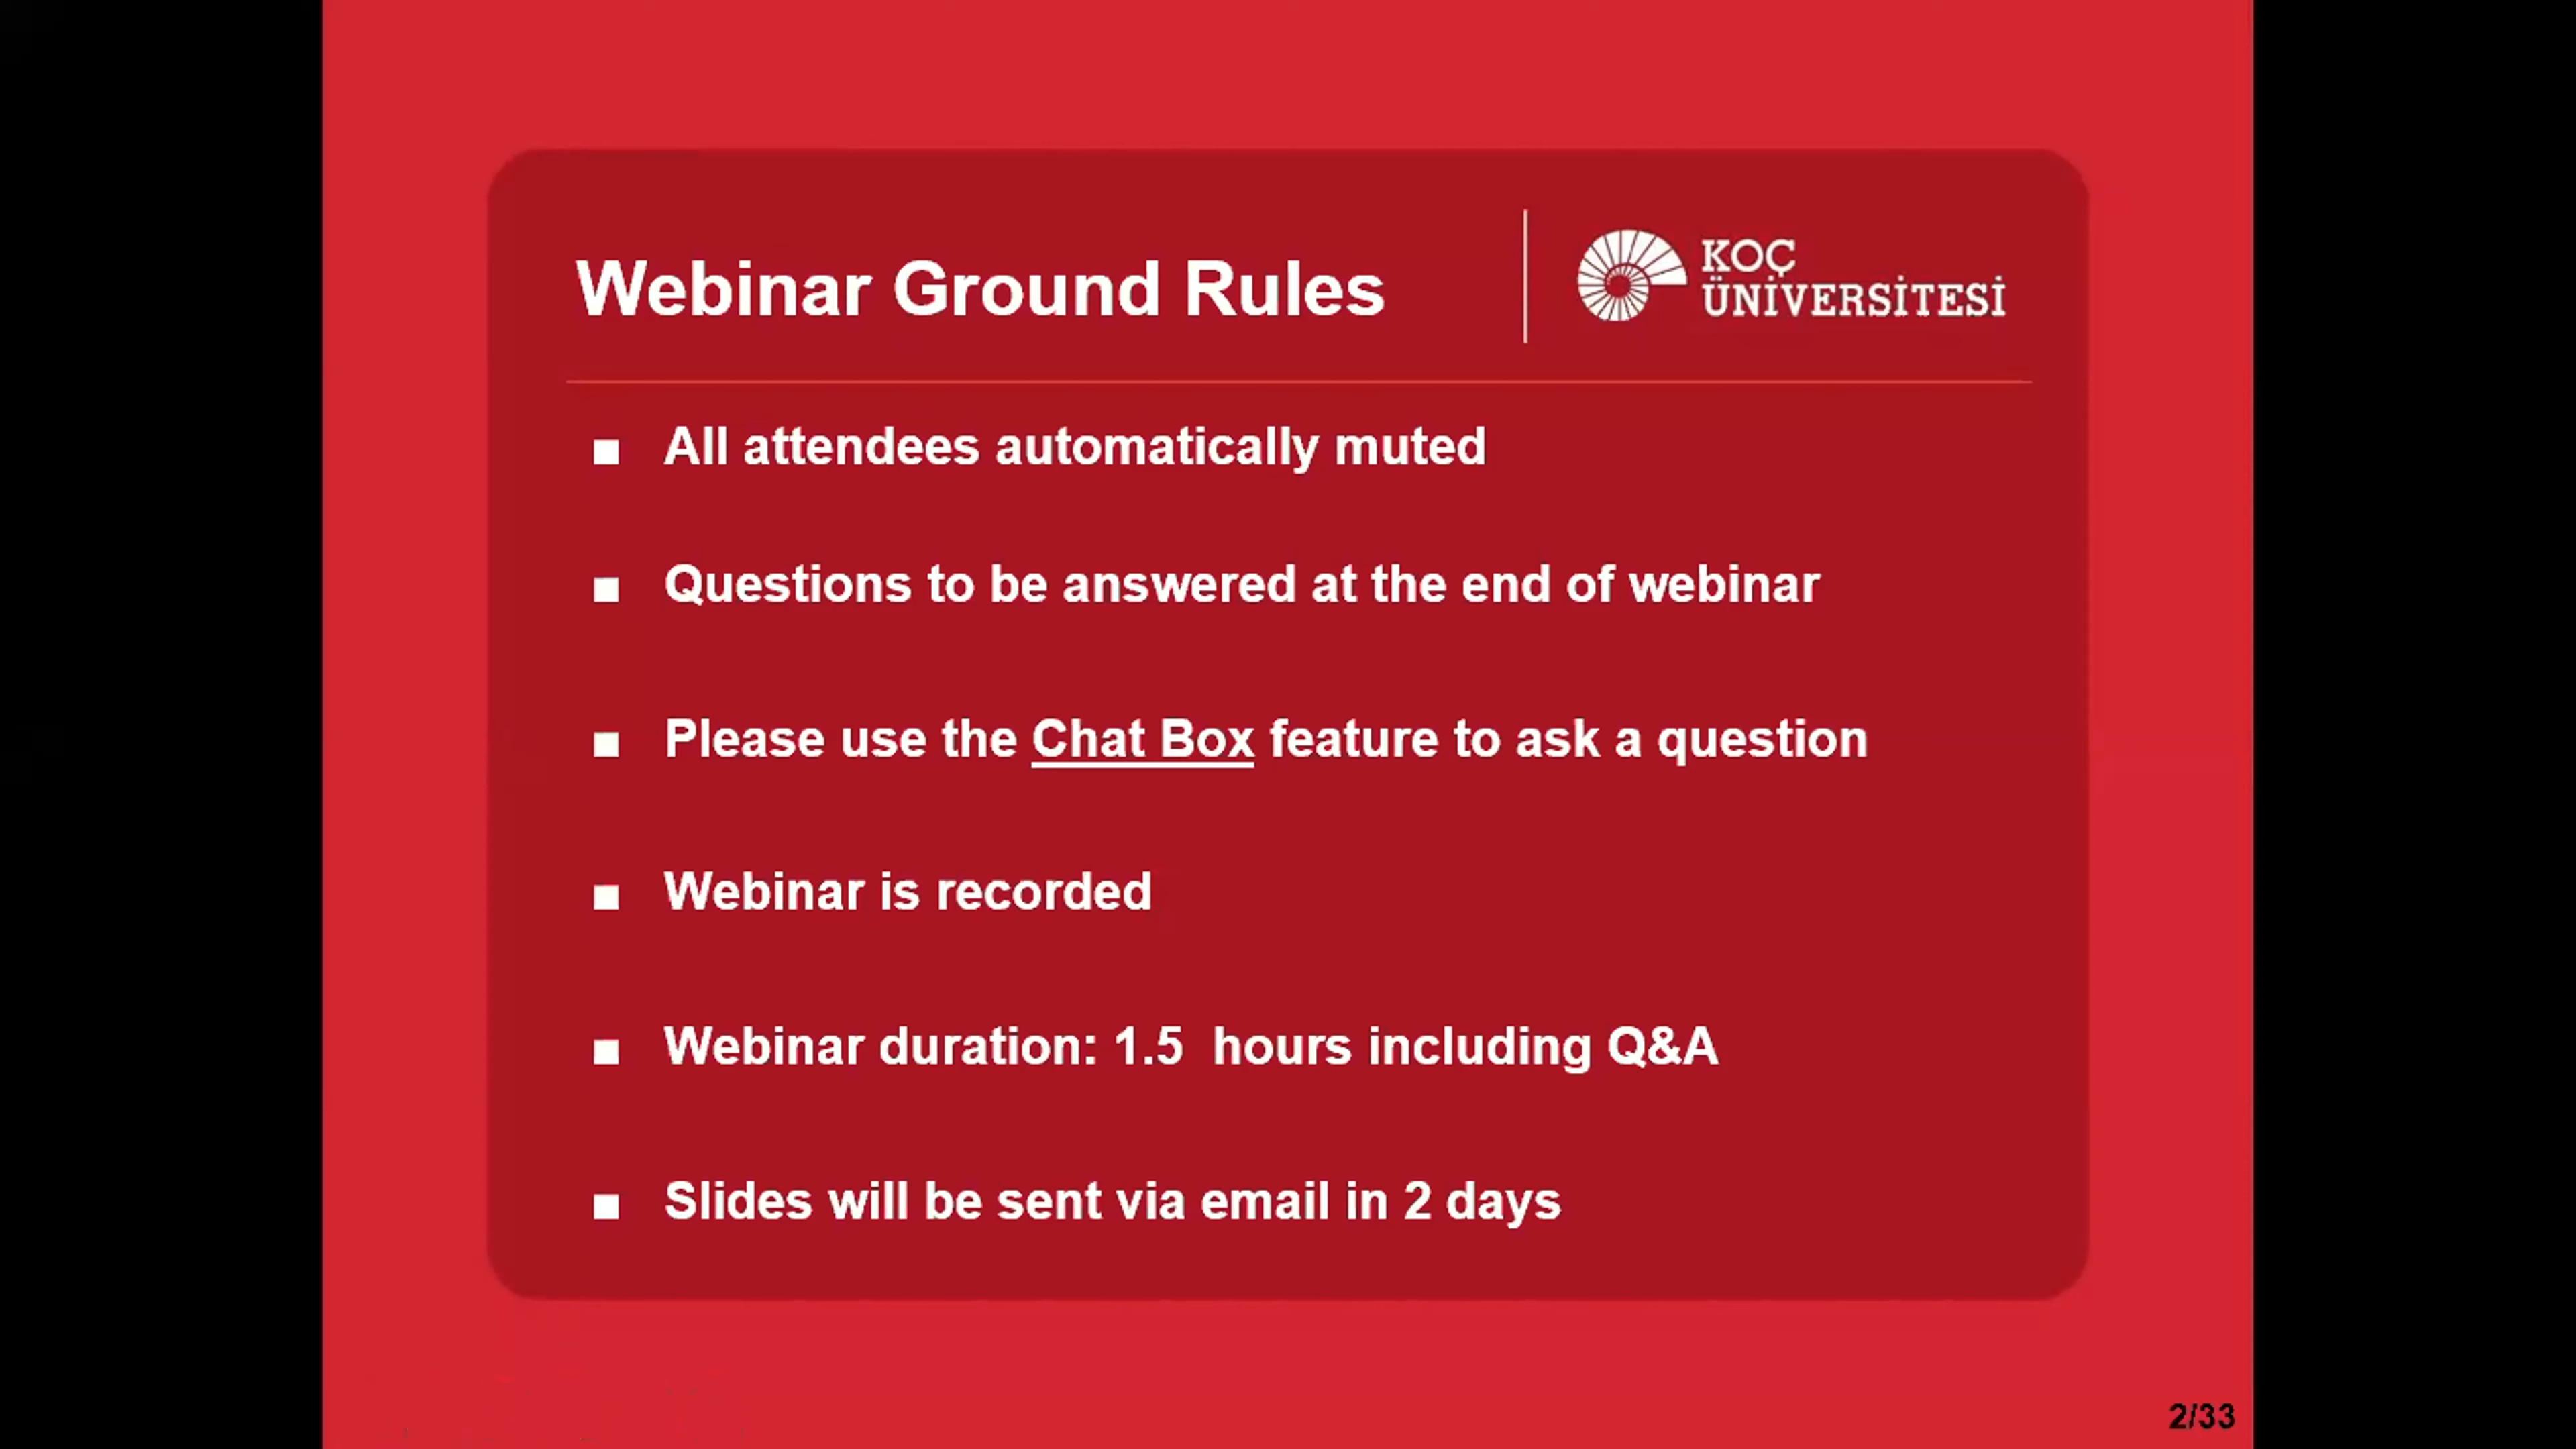 Webinar Ground Rules
KOÇ
ÜNİVERSİTESİ
■ All attendees automatically muted
■ Questions to be answered at the end of webinar
■ Please use the Chat Box feature to ask a question
■ Webinar is recorded
■ Webinar duration: 1.5  hours including Q&A
■ Slides will be sent via email in 2 days
2/33